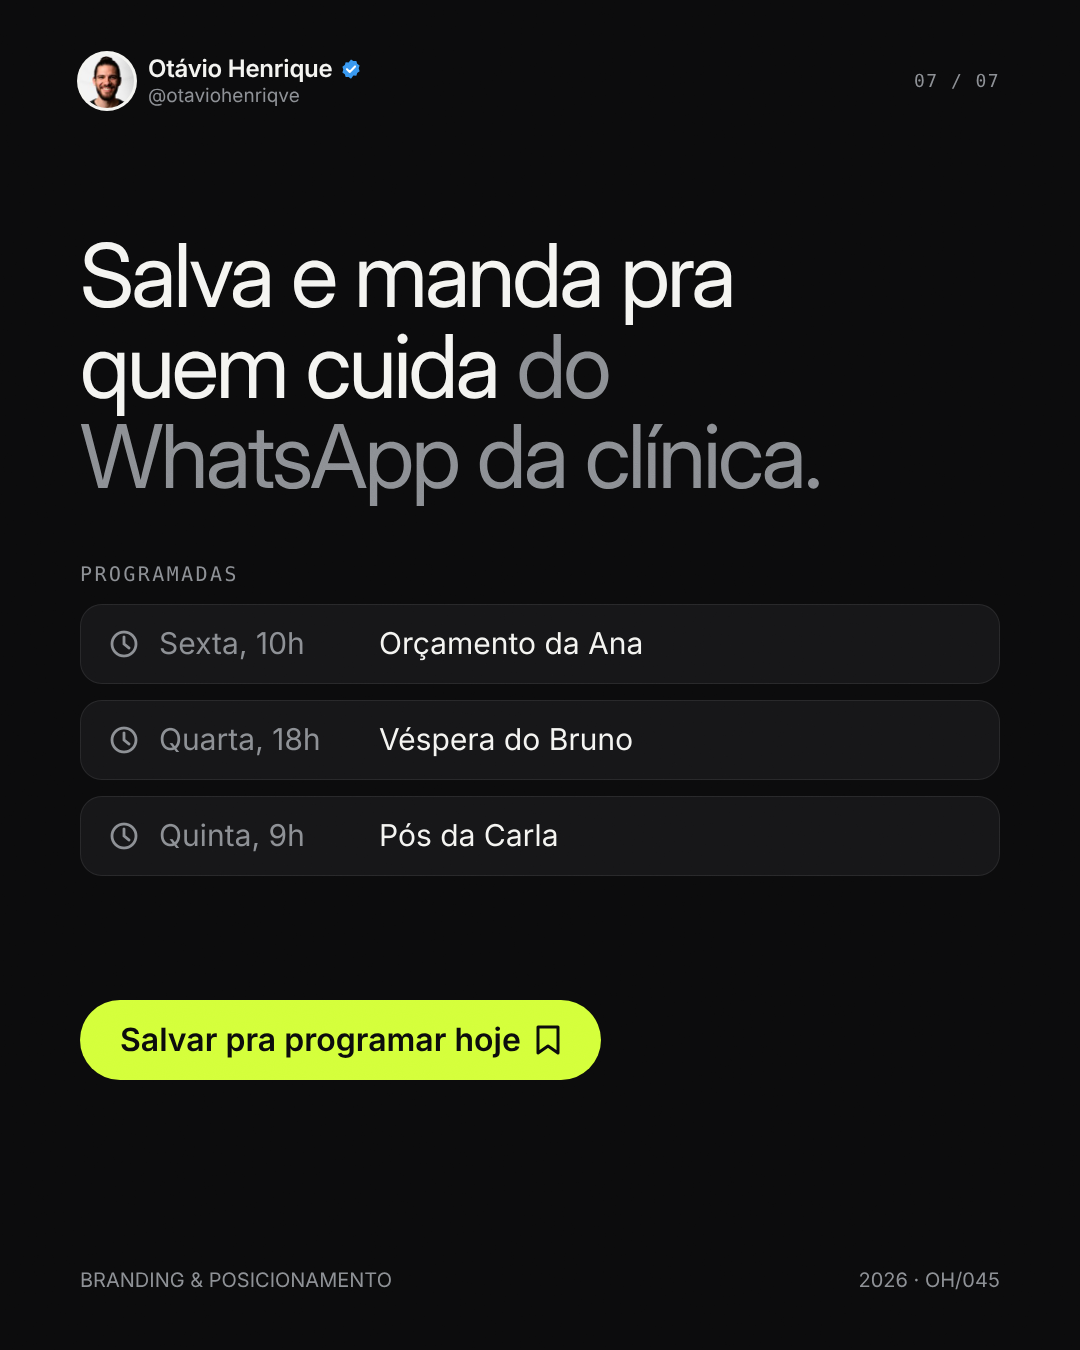 Otávio Henrique
@otaviohenriqve
07 / 07
Salva e manda pra
quem cuida do
WhatsApp da clínica.
PROGRAMADAS
Sexta, 10h Orçamento da Ana
Quarta, 18h Véspera do Bruno
Quinta, 9h Pós da Carla
Salvar pra programar hoje
BRANDING & POSICIONAMENTO
2026 · OH/045